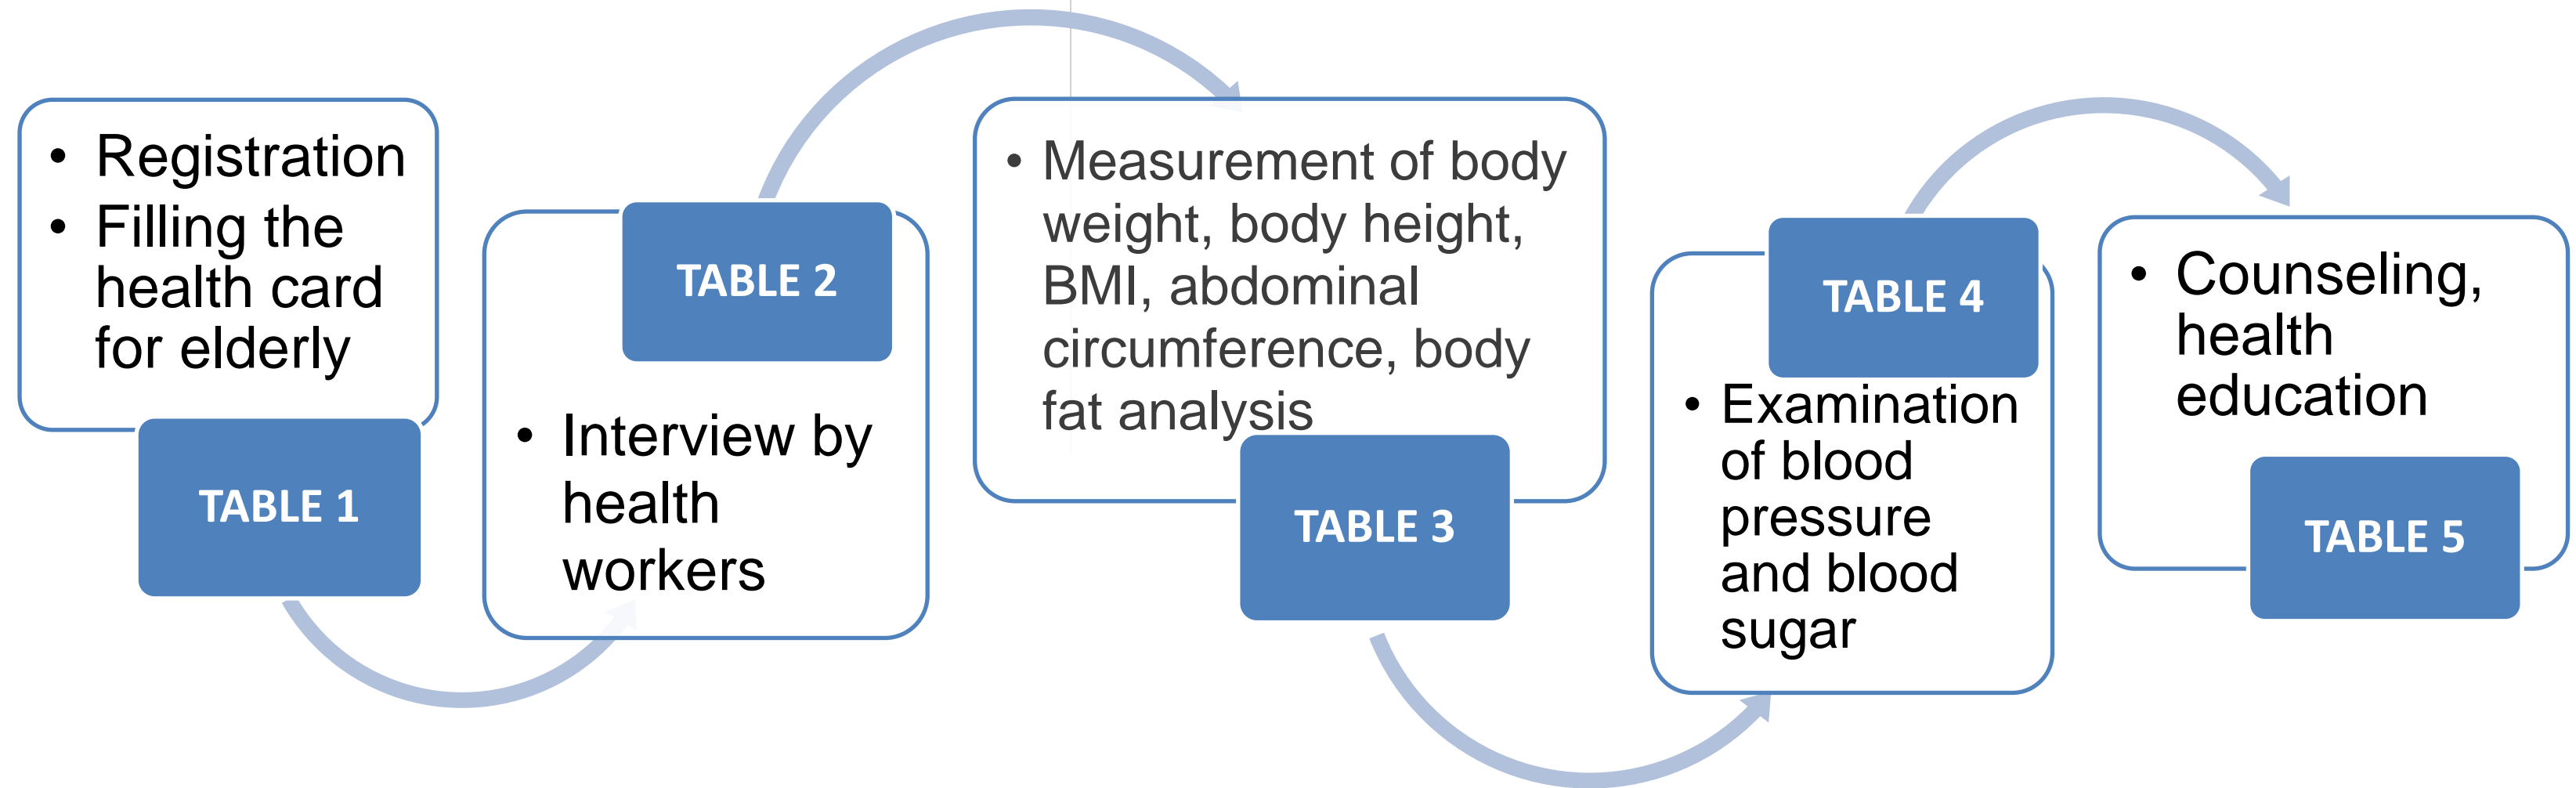 • Registration
• Filling the
health card
for elderly
TABLE 1
TABLE 2
• Interview by
health
workers
• Measurement of body
weight, body height,
BMI, abdominal
circumference, body
fat analysis
TABLE 3
TABLE 4
• Examination
of blood
pressure
and blood
sugar
• Counseling,
health
education
TABLE 5